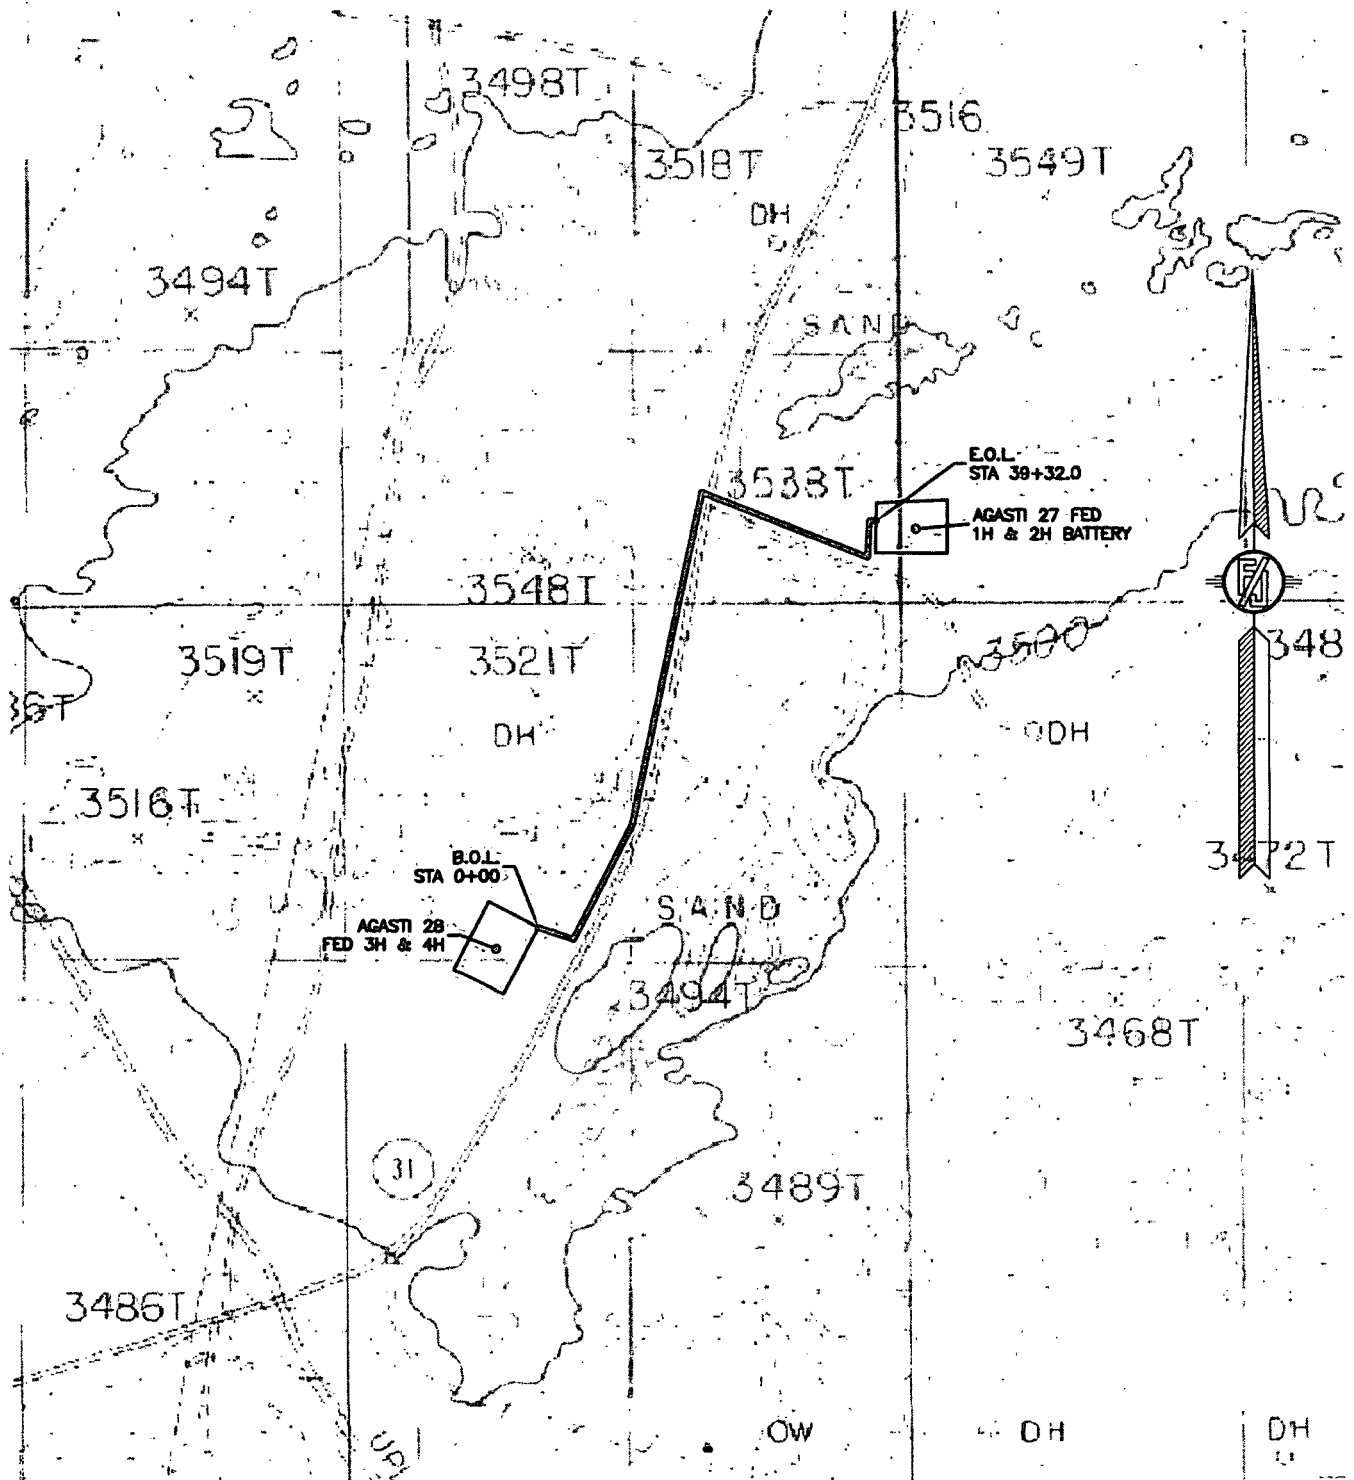 3498T
3516
3518T
3549T
DH
3494T
SAND
E.O.L.
STA 39+32.0
3538T
AGASTI 27 FED
1H & 2H BATTERY
3548T
3519T
3521T
3500
348
36T
DH
DH
3516T
3472T
B.O.L.
STA 0+00
SAND
AGASTI 28
FED 3H & 4H
3494T
3468T
31
3489T
3486T
OW
DH
DH